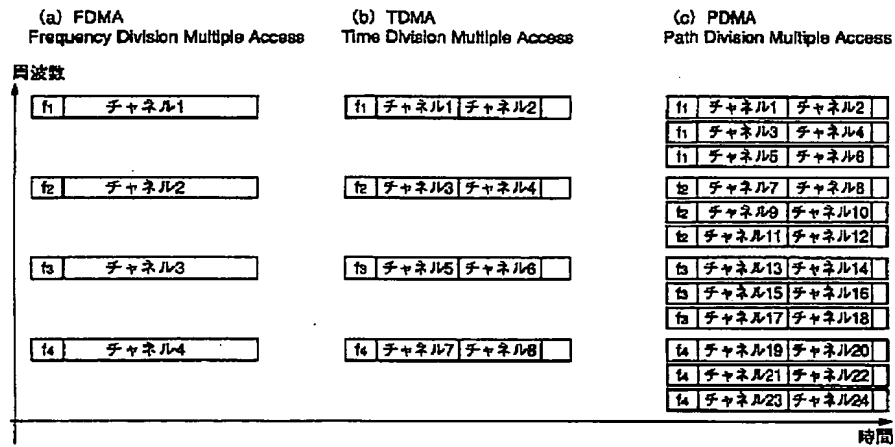 (a) FDMA
Frequency Division Multiple Access
(b) TDMA
Time Division Multiple Access
(c) PDMA
Path Division Multiple Access
周波数
f1 チャネル1
f2 チャネル2
f3 チャネル3
f4 チャネル4
f1 チャネル1 チャネル2
f2 チャネル3 チャネル4
f3 チャネル5 チャネル6
f4 チャネル7 チャネル8
f1 チャネル1 チャネル2
f1 チャネル3 チャネル4
f1 チャネル5 チャネル6
f2 チャネル7 チャネル8
f2 チャネル9 チャネル10
f2 チャネル11 チャネル12
f3 チャネル13 チャネル14
f3 チャネル15 チャネル16
f3 チャネル17 チャネル18
f4 チャネル19 チャネル20
f4 チャネル21 チャネル22
f4 チャネル23 チャネル24
時間